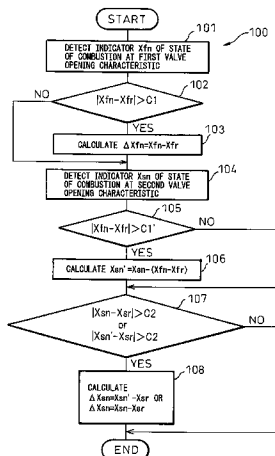 START
101
100
DETECT INDICATOR Xfn OF STATE
OF COMBUSTION AT FIRST VALVE
OPENING CHARACTERISTIC
102
NO
|Xfn-Xfr|>C1
YES
103
CALCULATE ΔXfn=Xfn-Xfr
104
DETECT INDICATOR Xsn OF STATE
OF COMBUSTION AT SECOND VALVE
OPENING CHARACTERISTIC
105
|Xfn-Xfr|>C1'
NO
YES
106
CALCULATE Xsn'=Xsn-(Xfn-Xfr)
107
|Xsn-Xsr|>C2
or
|Xsn'-Xsr|>C2
NO
YES
108
CALCULATE
ΔXsn=Xsn'-Xsr OR
ΔXsn=Xsn-Xsr
END